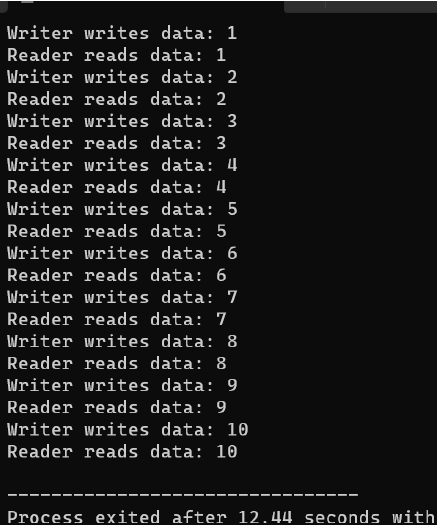 Writer writes data: 1
Reader reads data: 1
Writer writes data: 2
Reader reads data: 2
Writer writes data: 3
Reader reads data: 3
Writer writes data: 4
Reader reads data: 4
Writer writes data: 5
Reader reads data: 5
Writer writes data: 6
Reader reads data: 6
Writer writes data: 7
Reader reads data: 7
Writer writes data: 8
Reader reads data: 8
Writer writes data: 9
Reader reads data: 9
Writer writes data: 10
Reader reads data: 10
--------------------------------
Process exited after 12.44 seconds with